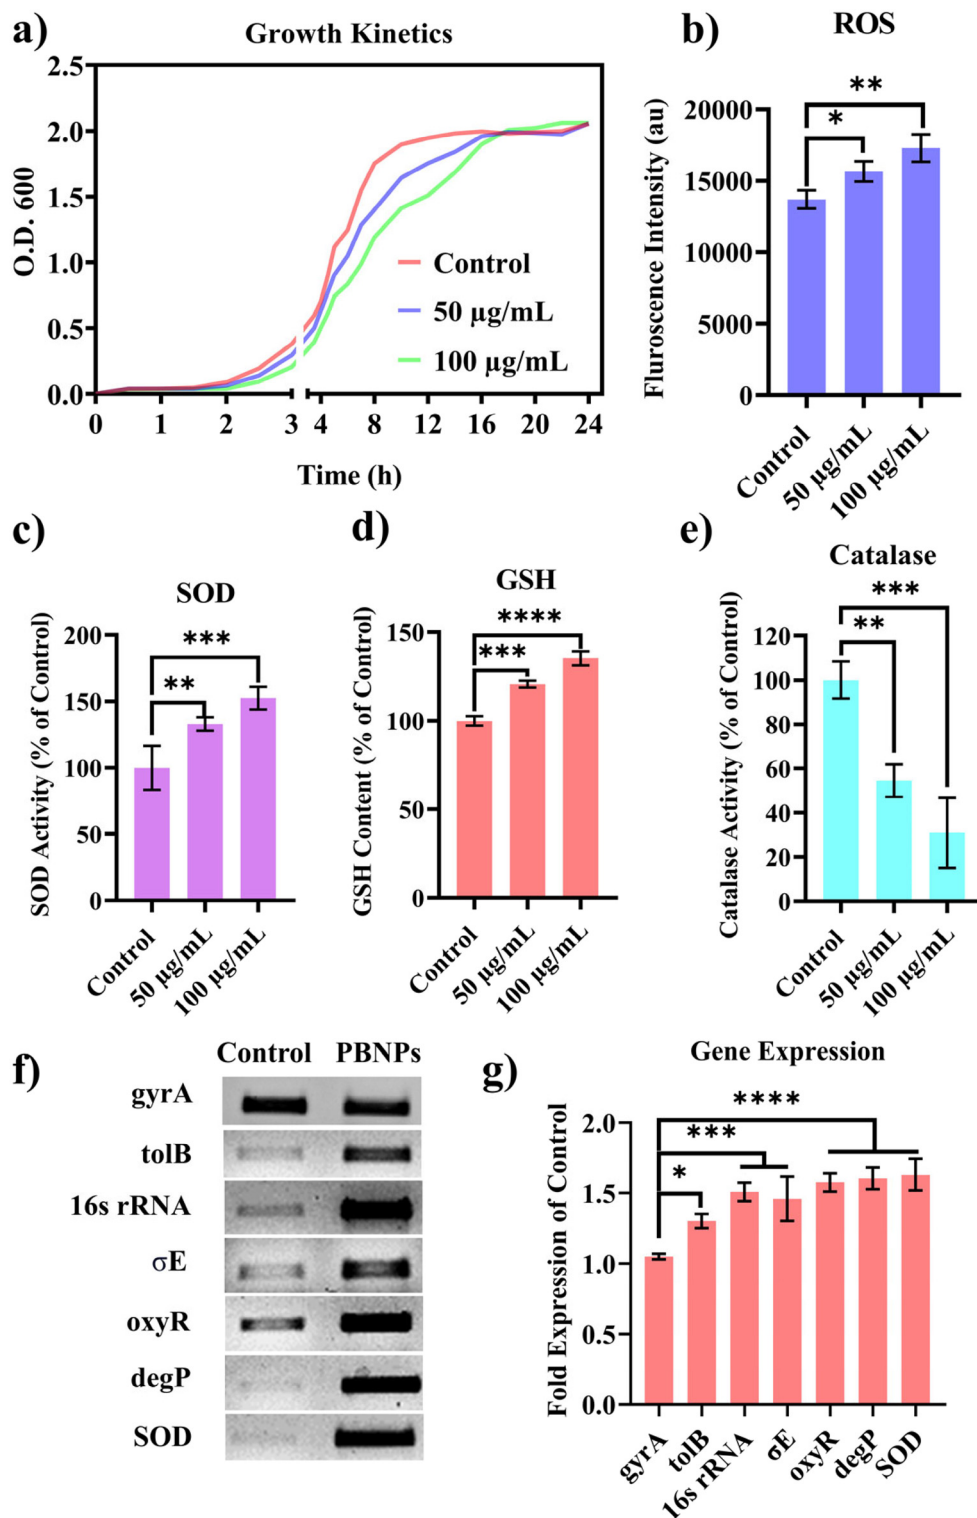 a)
Growth Kinetics
O.D. 600
2.5
2.0
1.5
1.0
0.5
0.0
0 1 2 3 4 8 12 16 20 24
Time (h)
Control
50 µg/mL
100 µg/mL
b)
ROS
Fluroscence Intensity (au)
20000
15000
10000
5000
0
**
*
Control
50 µg/mL
100 µg/mL
c)
SOD
SOD Activity (% of Control)
200
150
100
50
0
***
**
Control
50 µg/mL
100 µg/mL
d)
GSH
GSH Content (% of Control)
150
100
50
0
****
***
Control
50 µg/mL
100 µg/mL
e)
Catalase
Catalase Activity (% of Control)
120
100
80
60
40
20
0
***
**
Control
50 µg/mL
100 µg/mL
f)
Control PBNPs
gyrA
tolB
16s rRNA
σE
oxyR
degP
SOD
g)
Gene Expression
Fold Expression of Control
2.0
1.5
1.0
0.5
0.0
****
***
*
gyrA
tolB
16s rRNA
σE
oxyR
degP
SOD